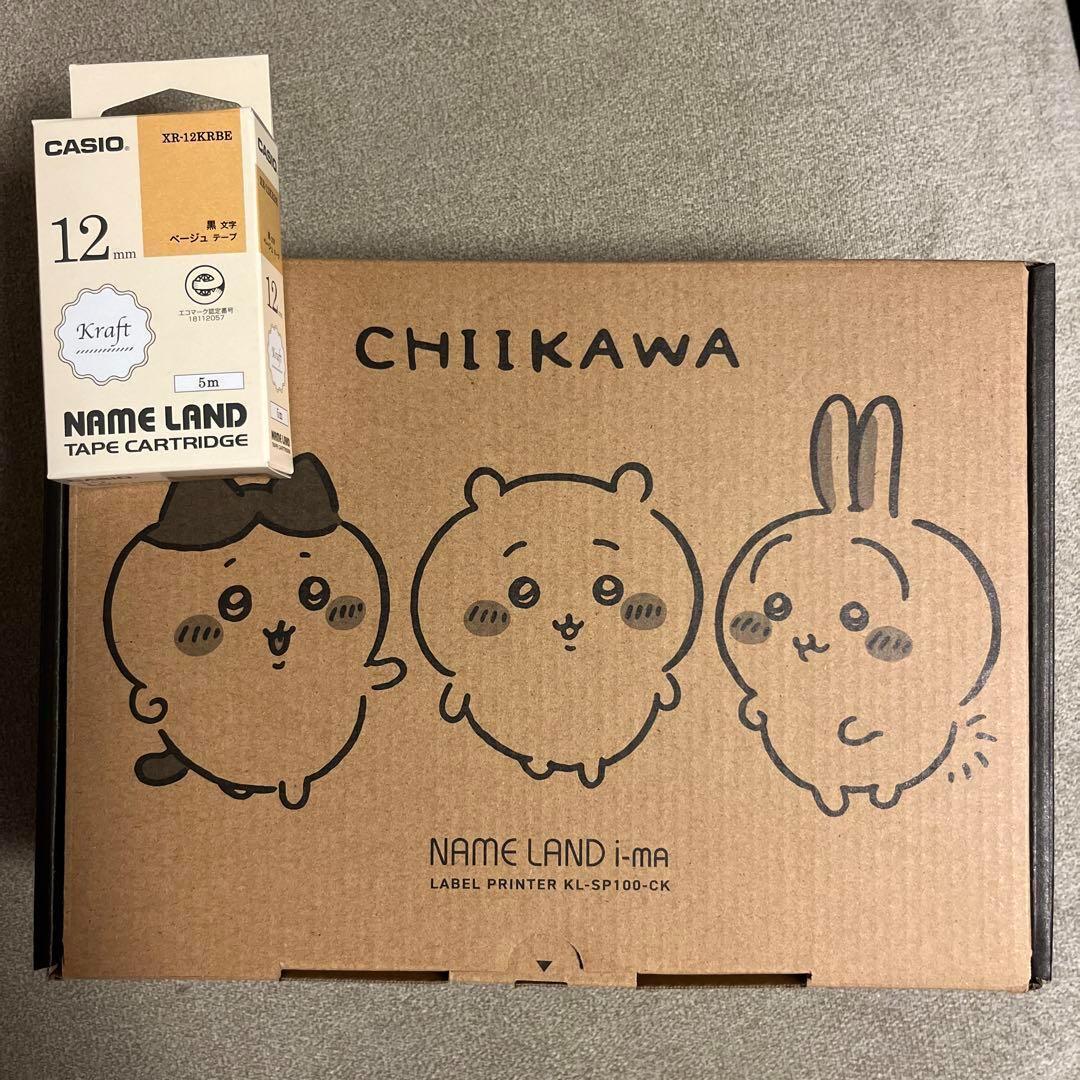 CASIO®
XR-12KRBE
12mm
黒 文字
ベージュ テープ
エコマーク認定番号
18112057
Kraft
5m
NAME LAND
TAPE CARTRIDGE
CASIO
12
Kraft
5m
NAME LAND
TAPE CARTRIDGE
CHIIKAWA
NAME LAND i-ma
LABEL PRINTER KL-SP100-CK